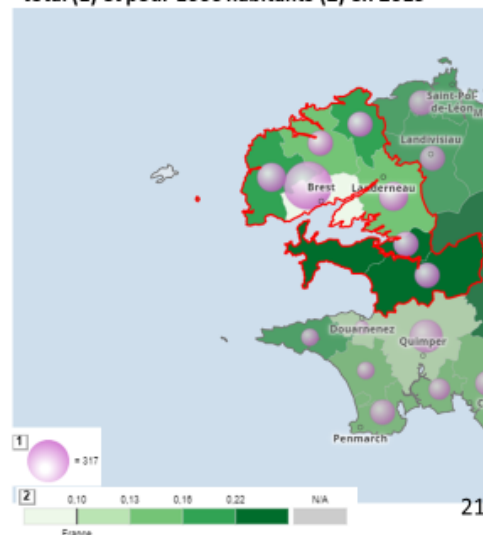 total (1) et pour 1000 habitants (2) en 2019
Saint-Pol-
de-Léon
M
Landivisiau
Brest
Landerneau
Douarnenez
Quimper
C
Penmarch
1
= 317
2
0,10 0,13 0,16 0,22 N/A
France
21